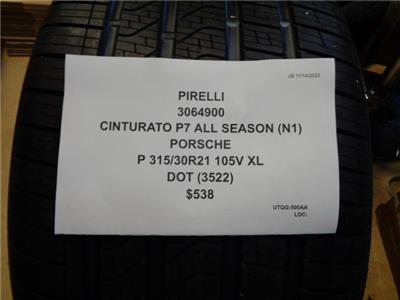 JG 11/14/2023
PIRELLI
3064900
CINTURATO P7 ALL SEASON (N1)
PORSCHE
P 315/30R21 105V XL
DOT (3522)
$538
UTQG:500AA
LOC: